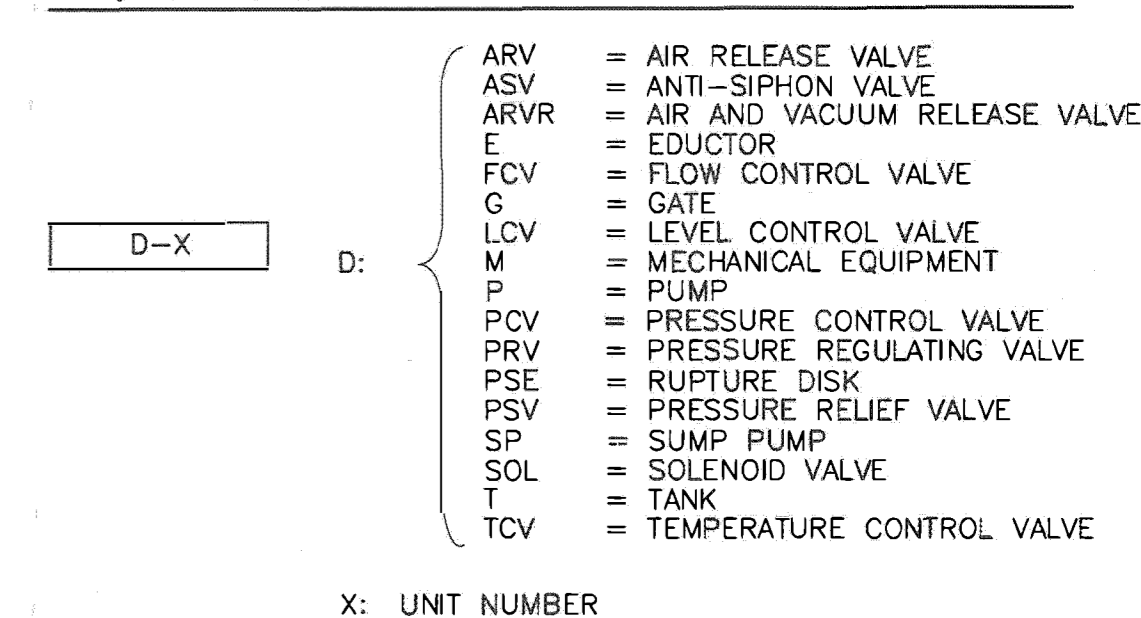 ARV = AIR RELEASE VALVE
ASV = ANTI-SIPHON VALVE
ARVR = AIR AND VACUUM RELEASE VALVE
E = EDUCTOR
FCV = FLOW CONTROL VALVE
G = GATE
LCV = LEVEL CONTROL VALVE
D-X
D:
M = MECHANICAL EQUIPMENT
P = PUMP
PCV = PRESSURE CONTROL VALVE
PRV = PRESSURE REGULATING VALVE
PSE = RUPTURE DISK
PSV = PRESSURE RELIEF VALVE
SP = SUMP PUMP
SOL = SOLENOID VALVE
T = TANK
TCV = TEMPERATURE CONTROL VALVE
X: UNIT NUMBER